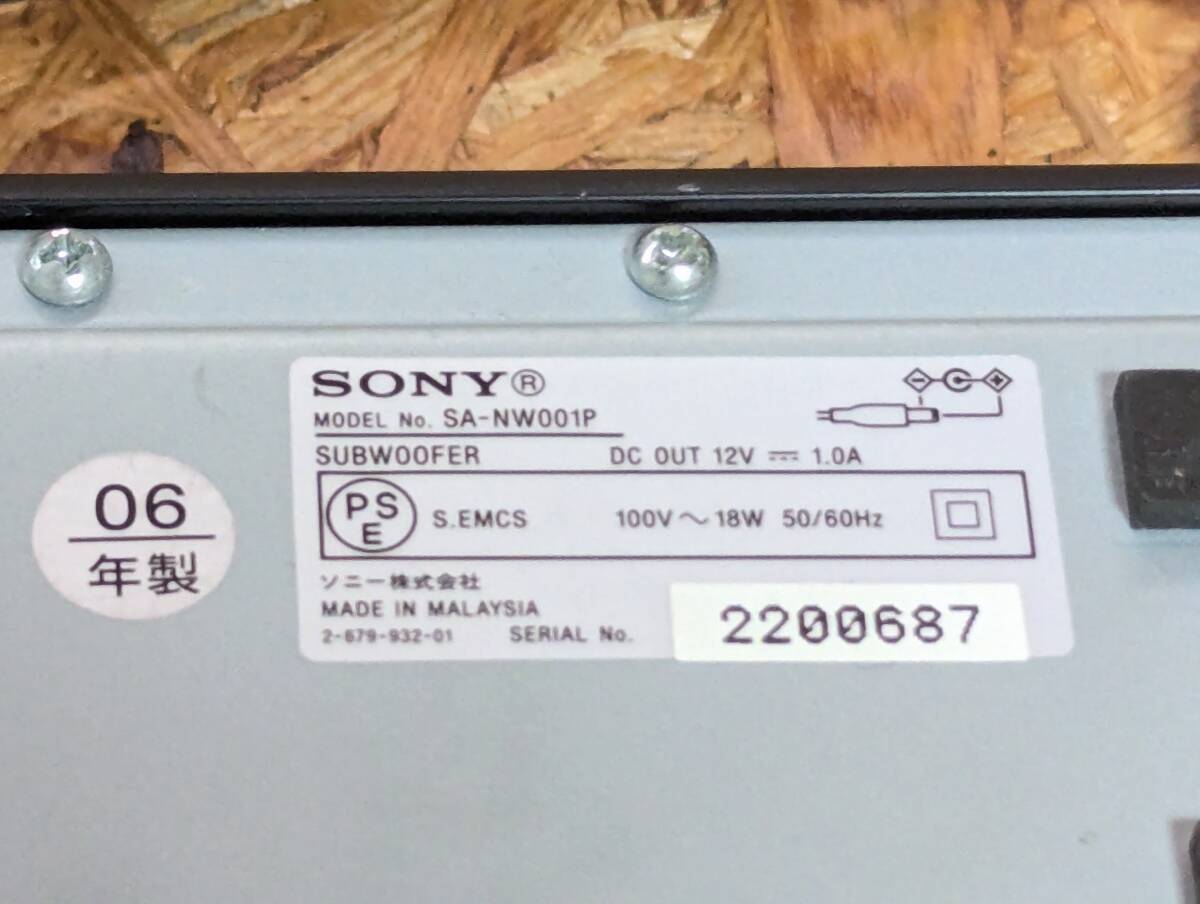 SONY®
MODEL No. SA-NW001P
SUBWOOFER DC OUT 12V ⎓ 1.0A
PSE S.EMCS 100V～18W 50/60Hz
ソニー株式会社
MADE IN MALAYSIA
2-679-932-01 SERIAL No. 2200687
06
年製